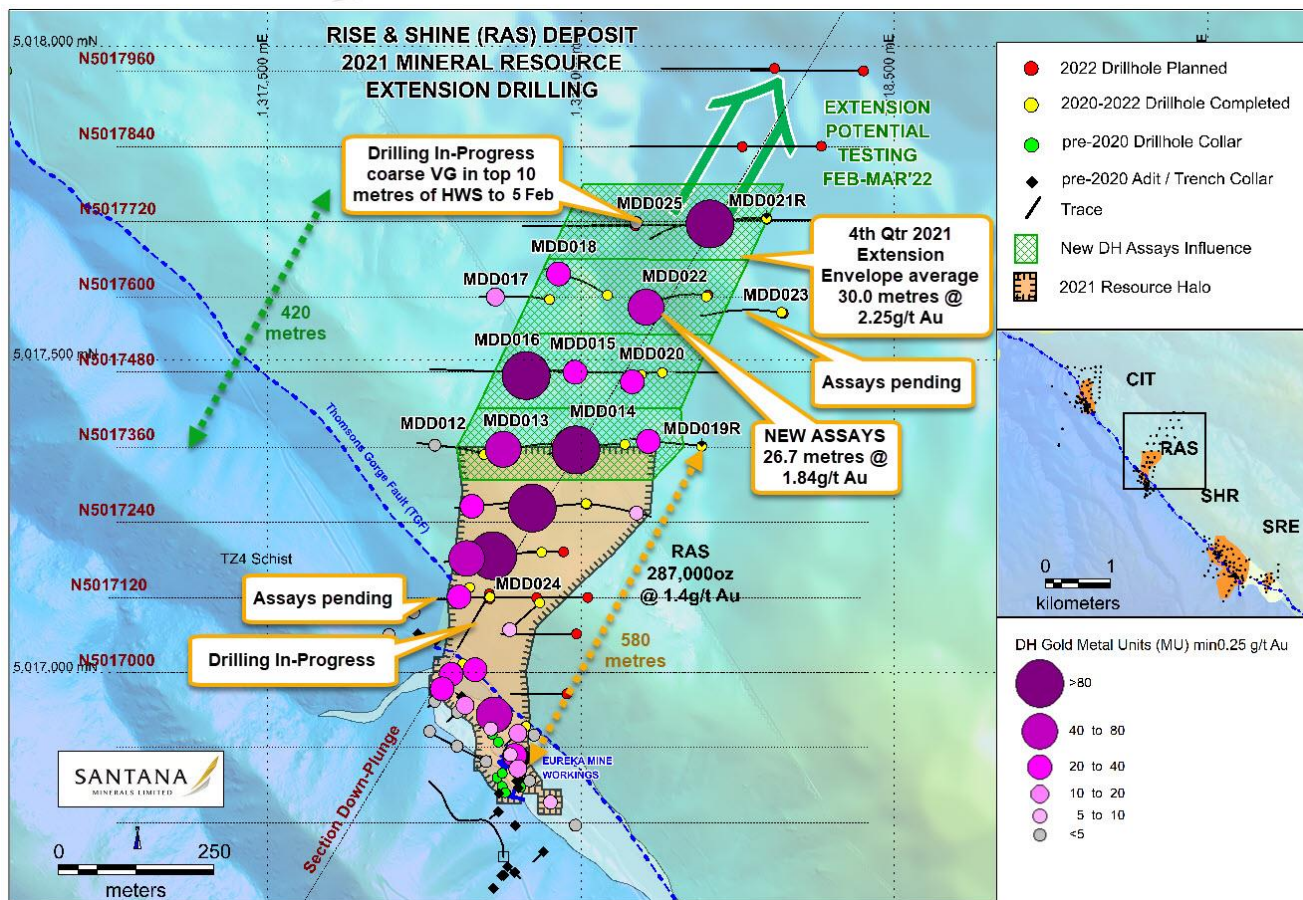 RISE & SHINE (RAS) DEPOSIT
2021 MINERAL RESOURCE
EXTENSION DRILLING
5,018,000 mN
N5017960
N5017840
N5017720
N5017600
5,017,500 mN
N5017480
N5017360
N5017240
N5017120
N5017000
5,017,000 mN
1,317,500 mE
EXTENSION
POTENTIAL
TESTING
FEB-MAR'22
Drilling In-Progress
coarse VG in top 10
metres of HWS to 5 Feb
MDD025
MDD021R
MDD018
MDD017
MDD022
MDD023
4th Qtr 2021
Extension
Envelope average
30.0 metres @
2.25g/t Au
420
metres
MDD016
MDD015
MDD020
Assays pending
MDD012
MDD013
MDD014
MDD019R
NEW ASSAYS
26.7 metres @
1.84g/t Au
Thomsons Gorge Fault (TGF)
TZ4 Schist
RAS
287,000oz
@ 1.4g/t Au
MDD024
Assays pending
Drilling In-Progress
580
metres
EUREKA MINE
WORKINGS
Section Down-Plunge
SANTANA
MINERALS LIMITED
0 250
meters
2022 Drillhole Planned
2020-2022 Drillhole Completed
pre-2020 Drillhole Collar
pre-2020 Adit / Trench Collar
Trace
New DH Assays Influence
2021 Resource Halo
CIT
RAS
SHR
SRE
0 1
kilometers
DH Gold Metal Units (MU) min0.25 g/t Au
>80
40 to 80
20 to 40
10 to 20
5 to 10
<5